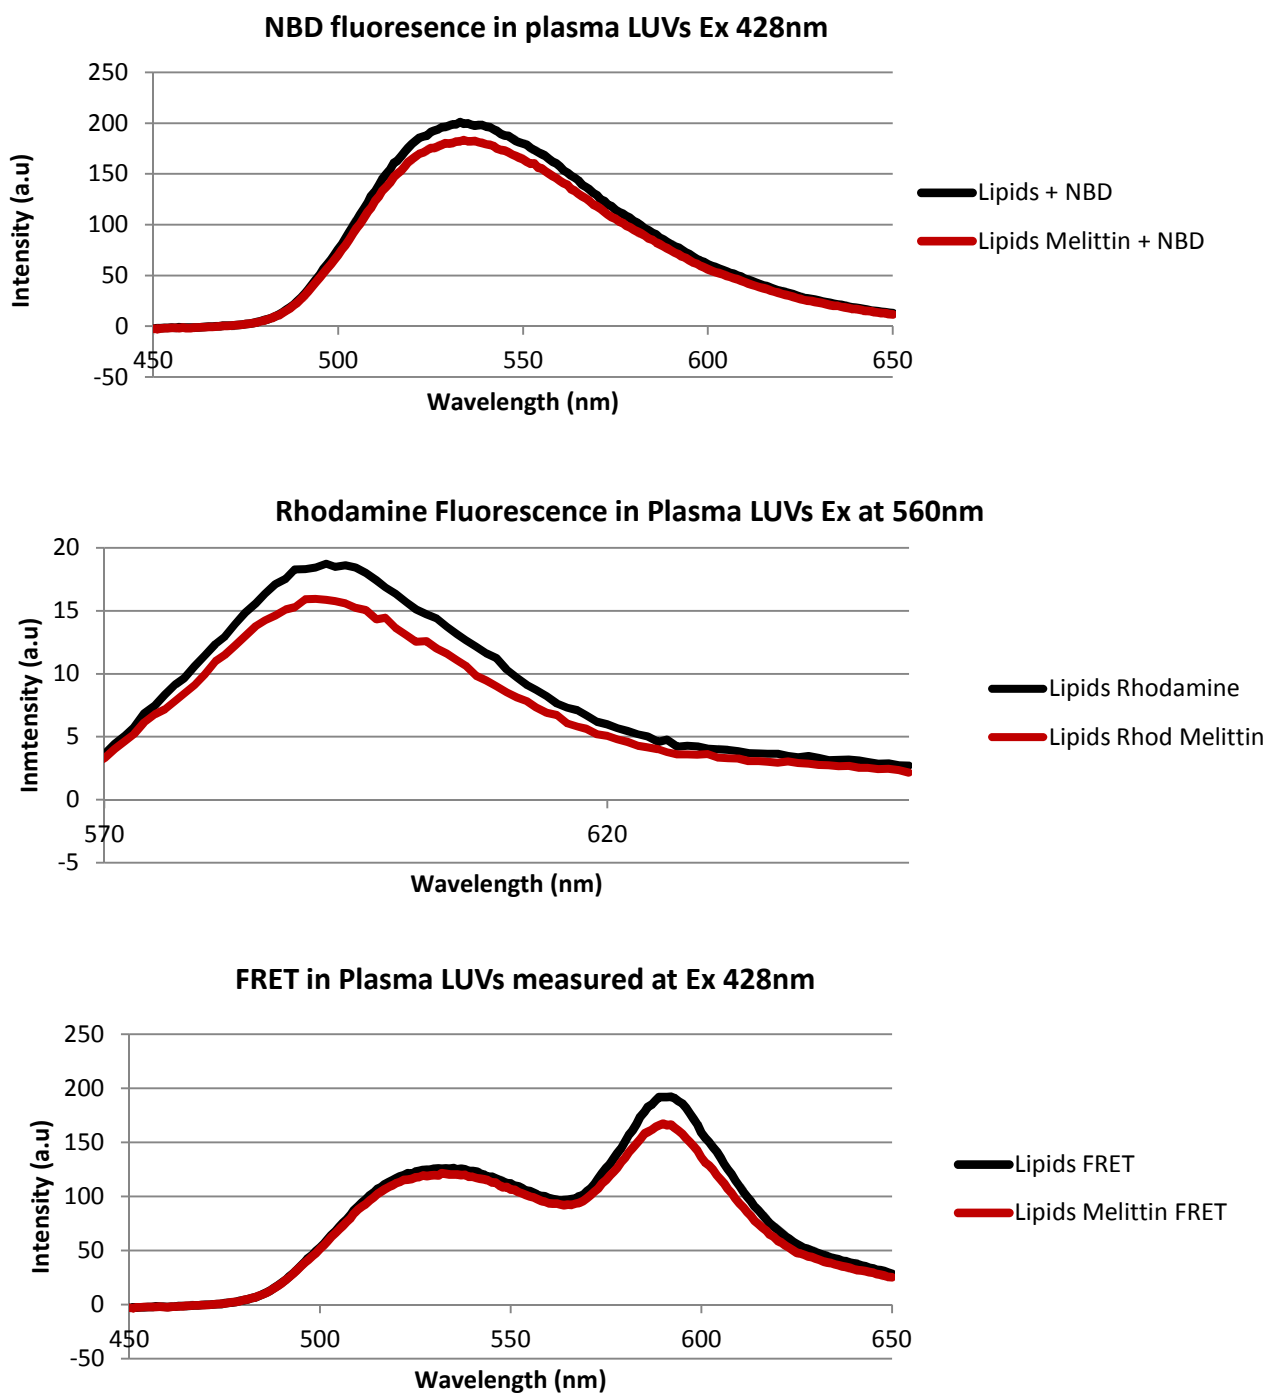 NBD fluoresence in plasma LUVs Ex 428nm
250
200
150
100
50
0
-50
450
500
550
600
650
Intensity (a.u)
Wavelength (nm)
Lipids + NBD
Lipids Melittin + NBD
Rhodamine Fluorescence in Plasma LUVs Ex at 560nm
20
15
10
5
0
-5
570
620
Inmtensity (a.u)
Wavelength (nm)
Lipids Rhodamine
Lipids Rhod Melittin
FRET in Plasma LUVs measured at Ex 428nm
250
200
150
100
50
0
-50
450
500
550
600
650
Intensity (a.u)
Wavelength (nm)
Lipids FRET
Lipids Melittin FRET